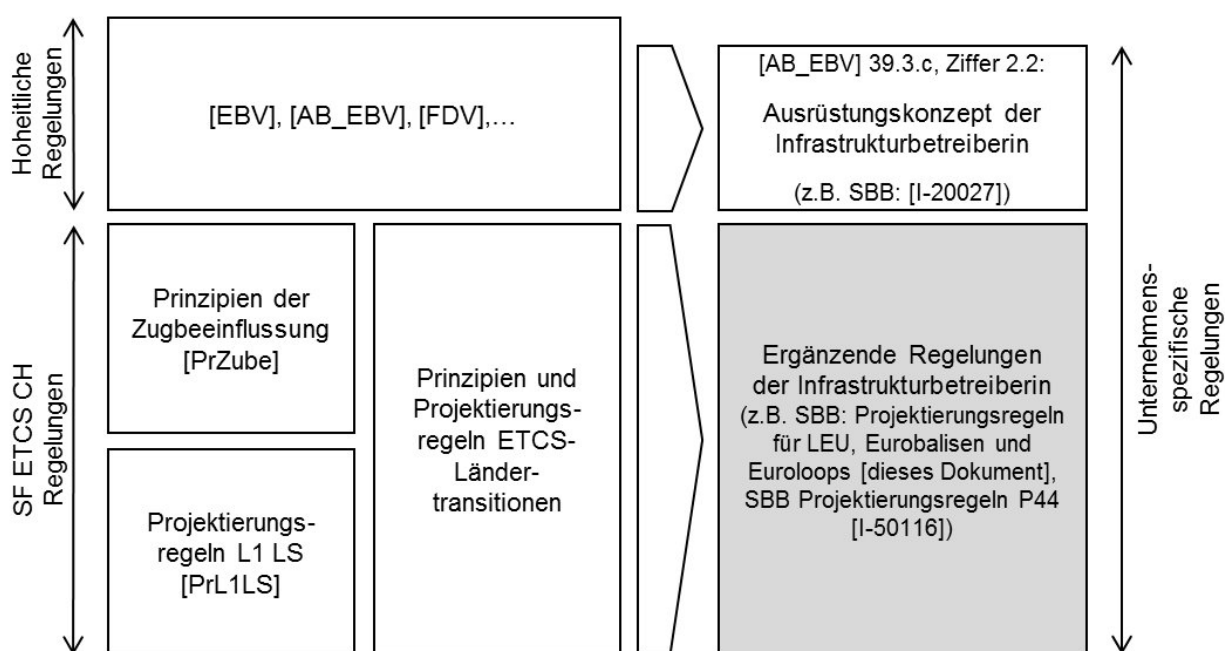 Hoheitliche
Regelungen
[EBV], [AB_EBV], [FDV],...
[AB_EBV] 39.3.c, Ziffer 2.2:
Ausrüstungskonzept der
Infrastrukturbetreiberin
(z.B. SBB: [I-20027])
SF ETCS CH
Regelungen
Prinzipien der
Zugbeeinflussung
[PrZube]
Projektierungs-
regeln L1 LS
[PrL1LS]
Prinzipien und
Projektierungs-
regeln ETCS-
Länder-
transitionen
Ergänzende Regelungen
der Infrastrukturbetreiberin
(z.B. SBB: Projektierungsregeln
für LEU, Eurobalisen und
Euroloops [dieses Dokument],
SBB Projektierungsregeln P44
[I-50116])
Unternehmens-
spezifische
Regelungen